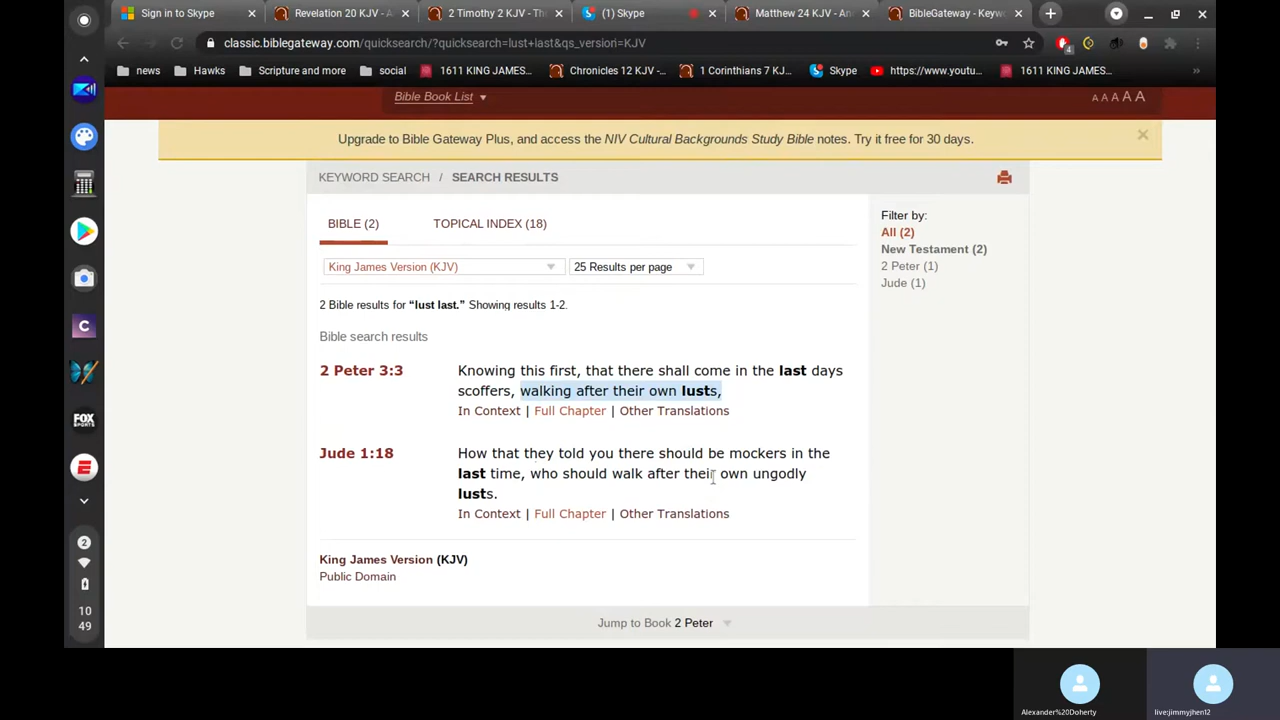 Sign in to Skype
Revelation 20 KJV - A
2 Timothy 2 KJV - Th
(1) Skype
Matthew 24 KJV - An
BibleGateway - Keyw
classic.biblegateway.com/quicksearch/?quicksearch=lust+last&qs_version=KJV
4
news
Hawks
Scripture and more
social
1611 KING JAMES...
Chronicles 12 KJV -...
1 Corinthians 7 KJ...
Skype
https://www.youtu...
1611 KING JAMES...
»
Bible Book List
A A A A A
Upgrade to Bible Gateway Plus, and access the NIV Cultural Backgrounds Study Bible notes. Try it free for 30 days.
KEYWORD SEARCH / SEARCH RESULTS
BIBLE (2)
TOPICAL INDEX (18)
King James Version (KJV)
25 Results per page
2 Bible results for “lust last.” Showing results 1-2.
Bible search results
2 Peter 3:3
Knowing this first, that there shall come in the last days
scoffers, walking after their own lusts,
In Context | Full Chapter | Other Translations
Jude 1:18
How that they told you there should be mockers in the
last time, who should walk after their own ungodly
lusts.
In Context | Full Chapter | Other Translations
King James Version (KJV)
Public Domain
Jump to Book 2 Peter
Filter by:
All (2)
New Testament (2)
2 Peter (1)
Jude (1)
C
FOX
SPORTS
E
2
10
49
Alexander%20Doherty
live:jimmyjhen12